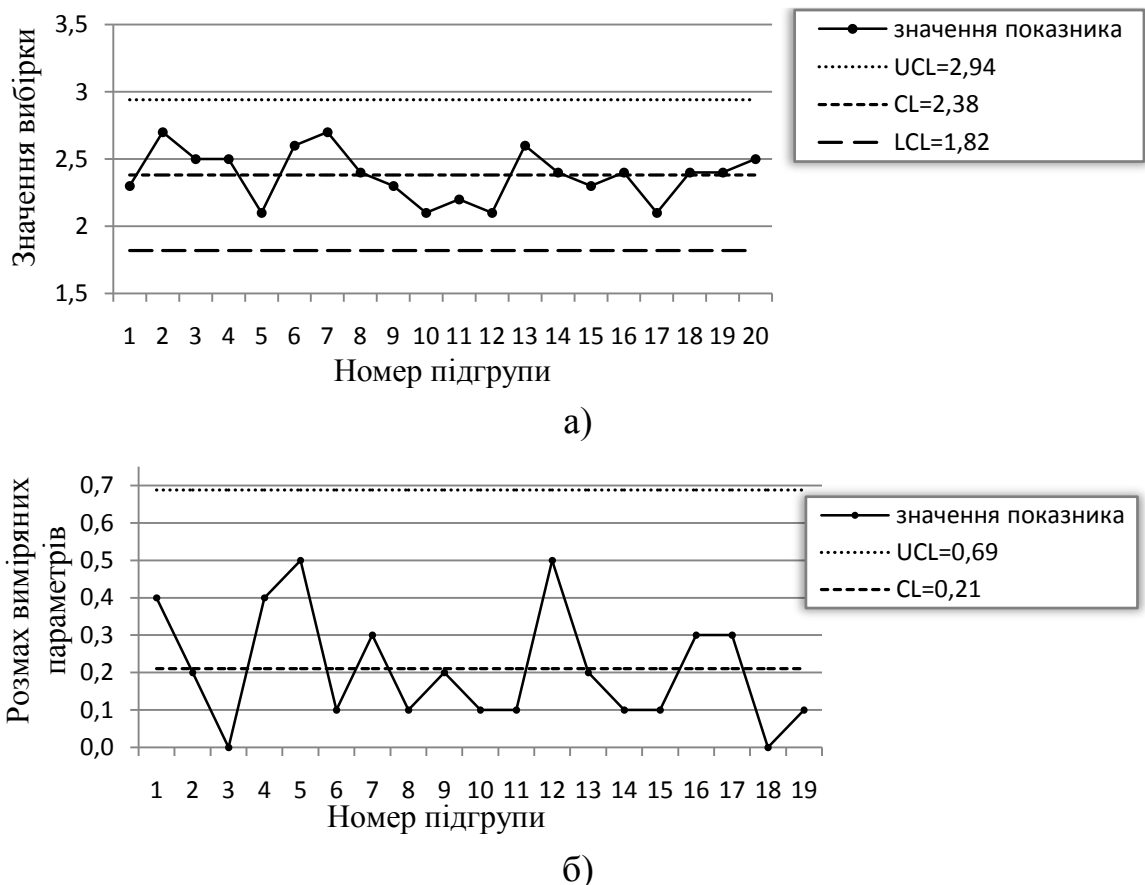 3,5
3
2,5
2
1,5
Значення вибірки
1 2 3 4 5 6 7 8 9 10 11 12 13 14 15 16 17 18 19 20
Номер підгрупи
значення показника
UCL=2,94
CL=2,38
LCL=1,82
а)
0,7
0,6
0,5
0,4
0,3
0,2
0,1
0,0
Розмах виміряних
параметрів
1 2 3 4 5 6 7 8 9 10 11 12 13 14 15 16 17 18 19
Номер підгрупи
значення показника
UCL=0,69
CL=0,21
б)